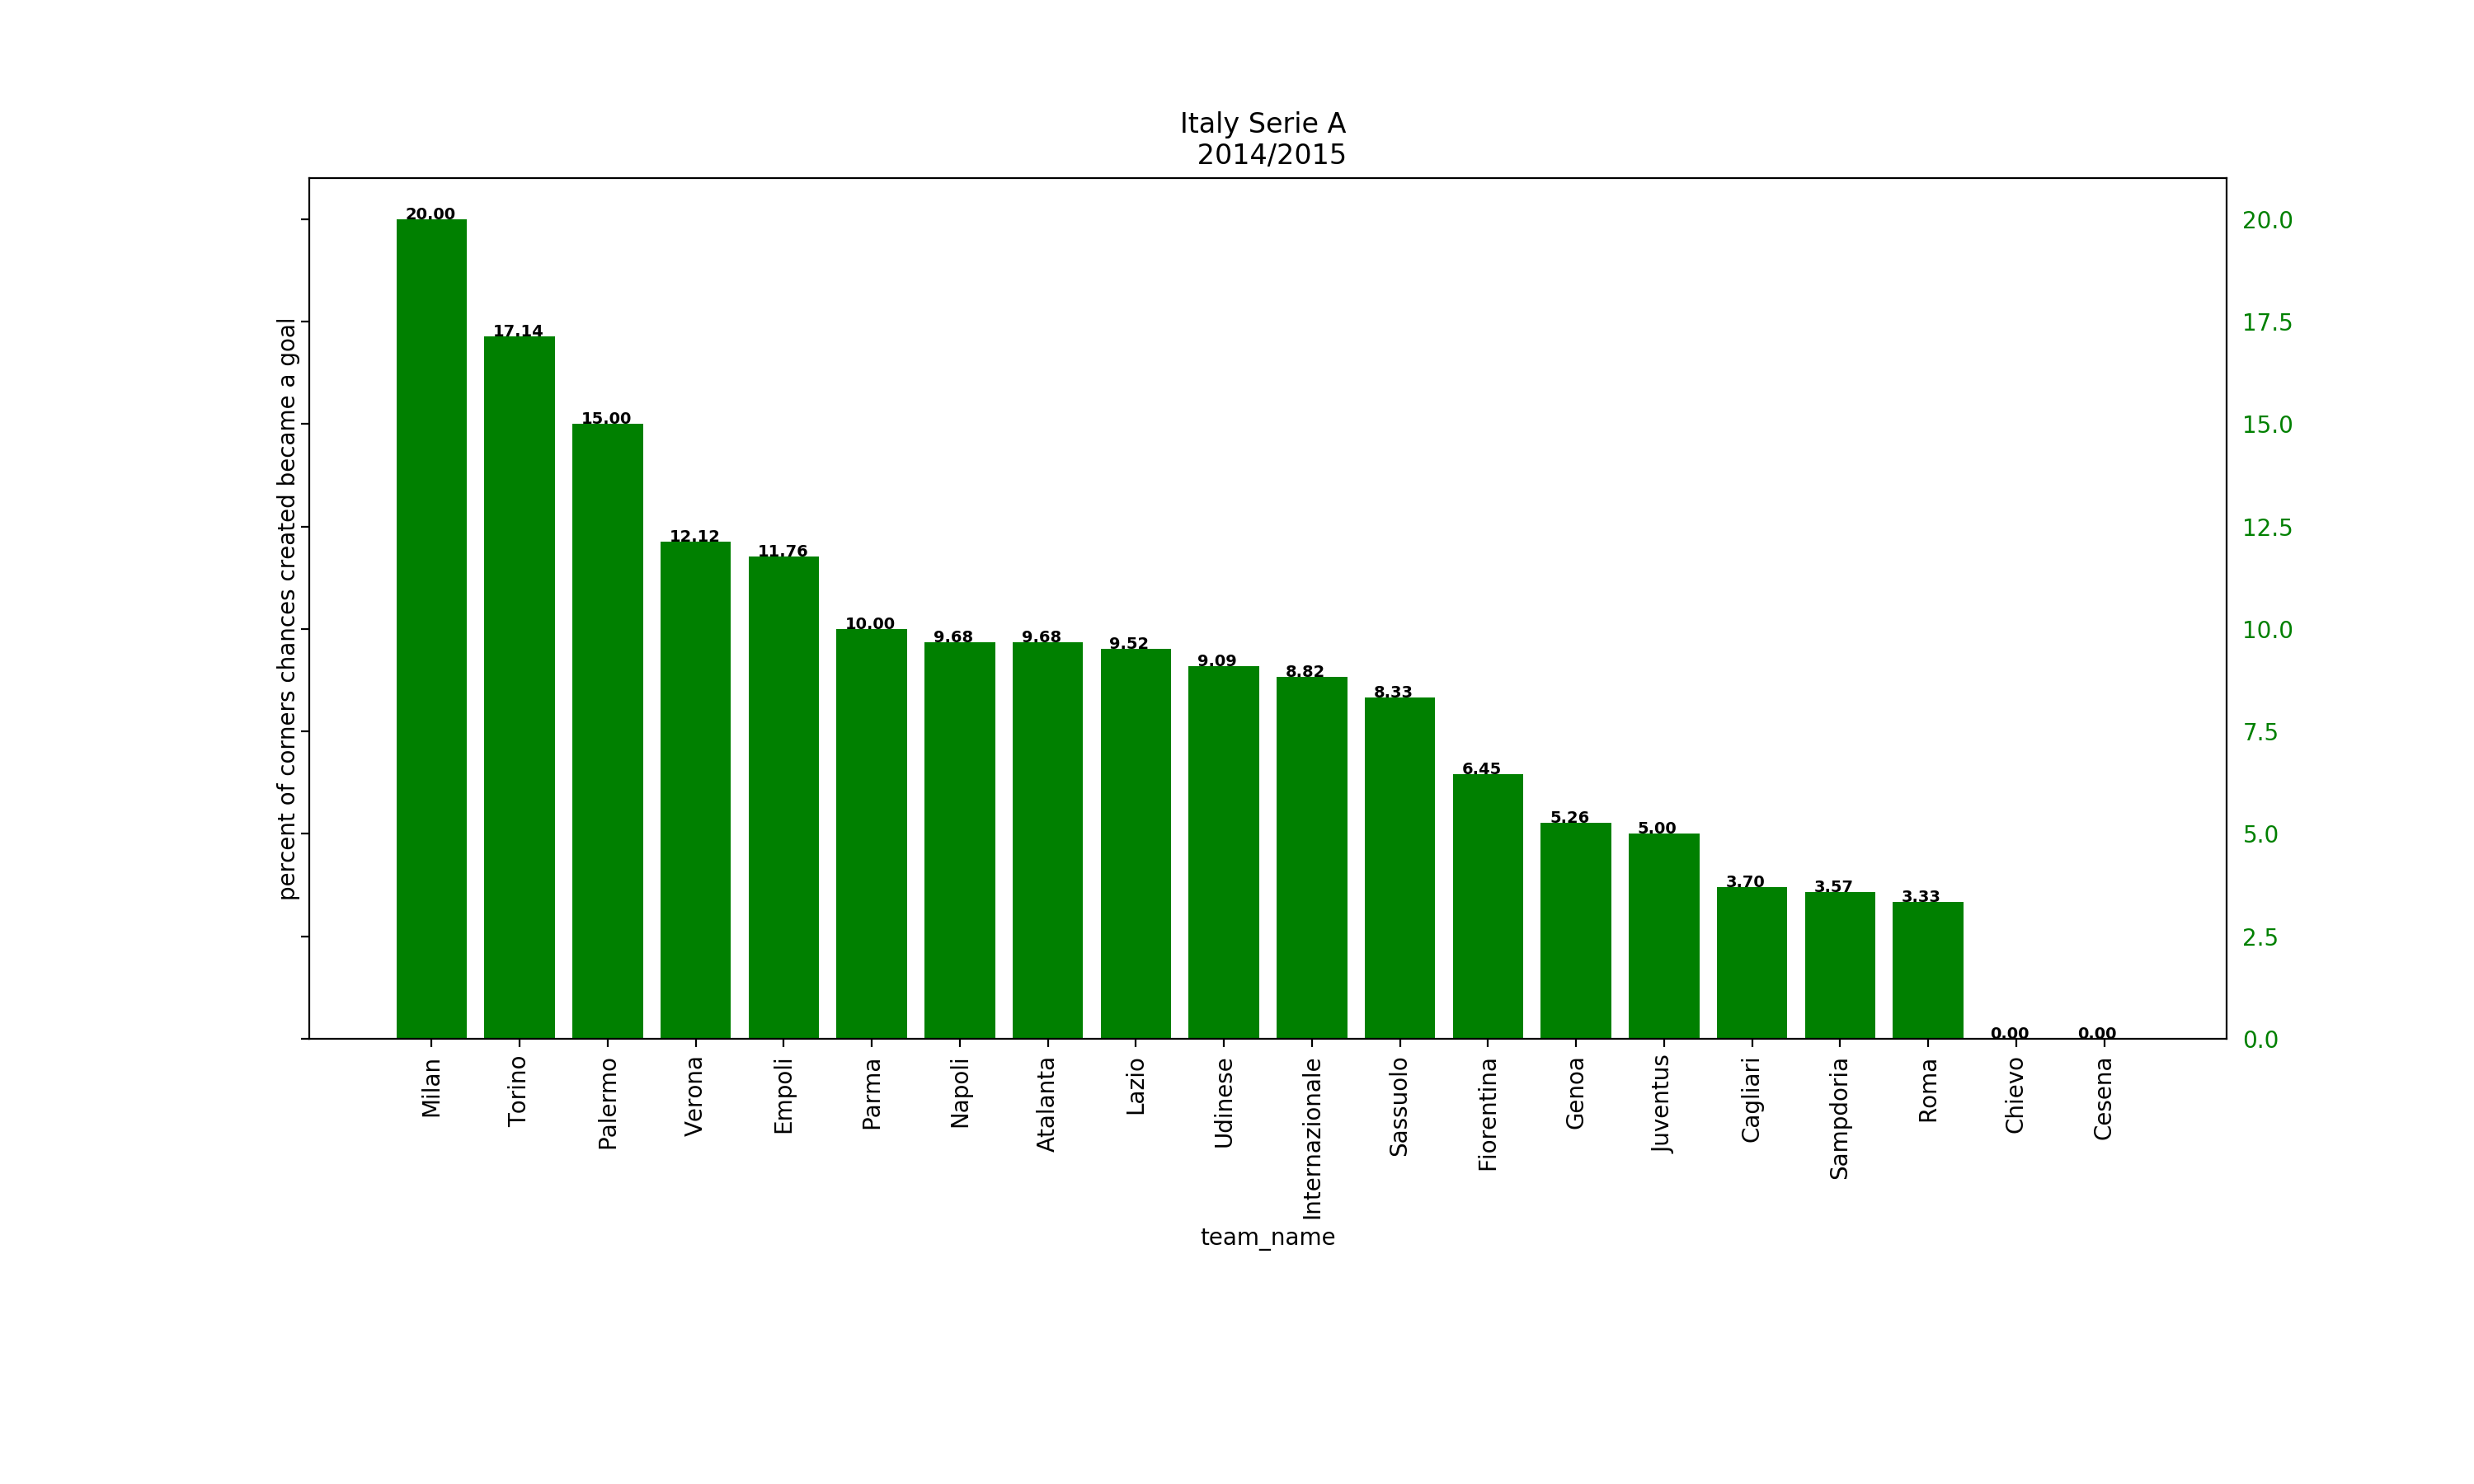 Italy Serie A
2014/2015
percent of corners chances created became a goal
20.00
17.14
15.00
12.12
11.76
10.00
9.68
9.68
9.52
9.09
8.82
8.33
6.45
5.26
5.00
3.70
3.57
3.33
0.00
0.00
20.0
17.5
15.0
12.5
10.0
7.5
5.0
2.5
0.0
Milan
Torino
Palermo
Verona
Empoli
Parma
Napoli
Atalanta
Lazio
Udinese
Internazionale
Sassuolo
Fiorentina
Genoa
Juventus
Cagliari
Sampdoria
Roma
Chievo
Cesena
team_name